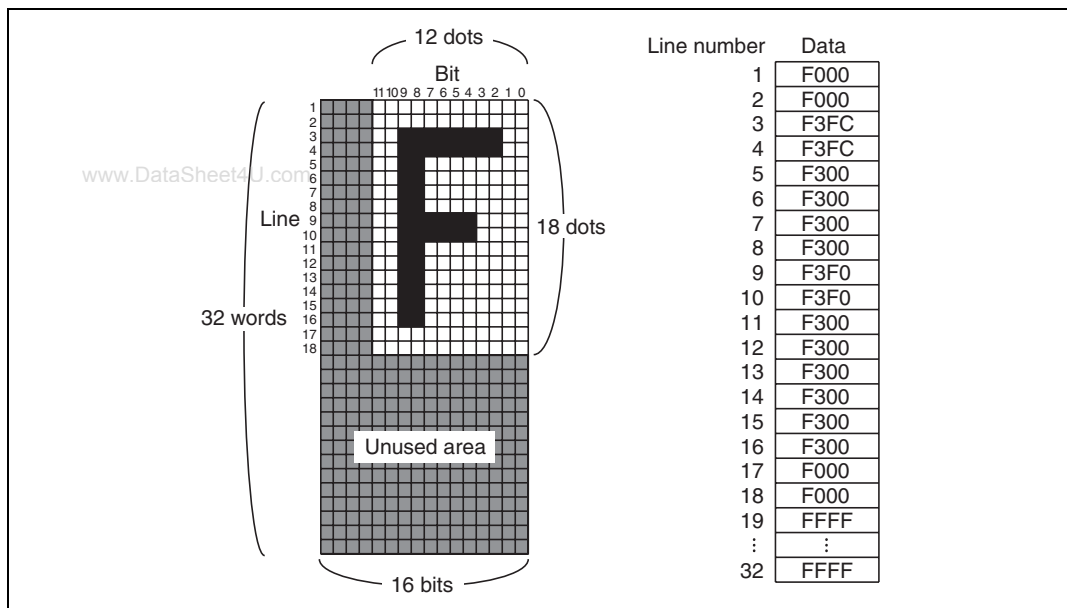 12 dots
Bit
11 10 9 8 7 6 5 4 3 2 1 0
1
2
3
4
5
6
7
8
9
10
11
12
13
14
15
16
17
18
www.DataSheet4U.com
Line
18 dots
32 words
Unused area
16 bits
Line number Data
1 F000
2 F000
3 F3FC
4 F3FC
5 F300
6 F300
7 F300
8 F300
9 F3F0
10 F3F0
11 F300
12 F300
13 F300
14 F300
15 F300
16 F300
17 F000
18 F000
19 FFFF
⋮ ⋮
32 FFFF